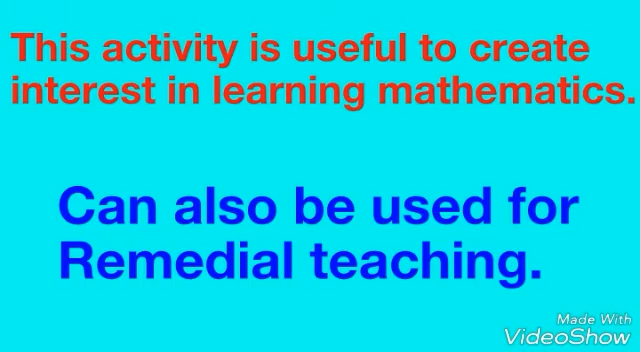 This activity is useful to create
interest in learning mathematics.
Can also be used for
Remedial teaching.
Made With
VideoShow